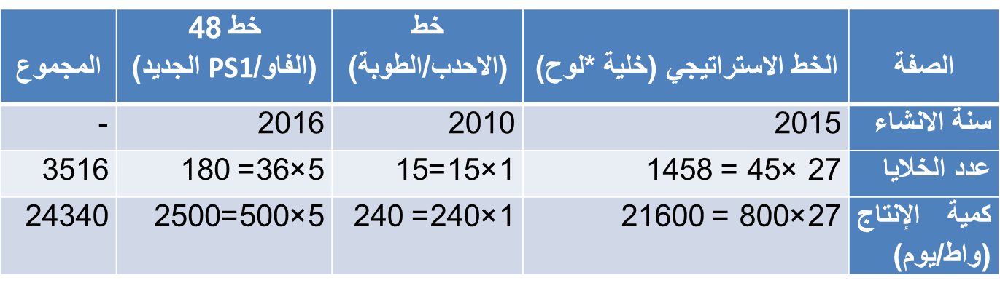 الصفة
الخط الاستراتيجي (خلية *لوح)
خط
(الاحدب/الطوبة)
خط 48
(الفاو/PS1 الجديد)
المجموع
سنة الانشاء
2015
2010
2016
-
عدد الخلايا
1458 = 45× 27
15=15×1
180 =36×5
3516
كمية الإنتاج
(واط/يوم)
21600 = 800×27
240 =240×1
2500=500×5
24340